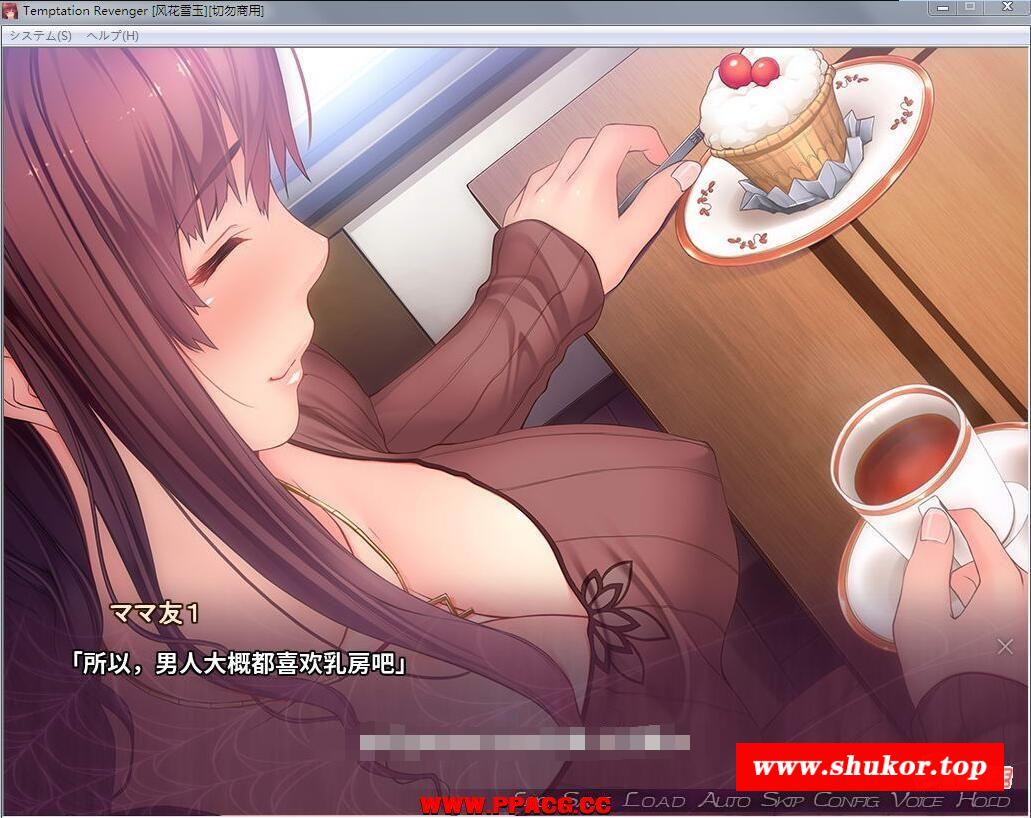 Temptation Revenger [风花雪玉][切勿商用]
システム(S) ヘルプ(H)
ママ友1
「所以，男人大概都喜欢乳房吧」
www.shukor.top
WWW.PPACG.CC
LOAD AUTO SKIP CONFIG VOICE HOLD